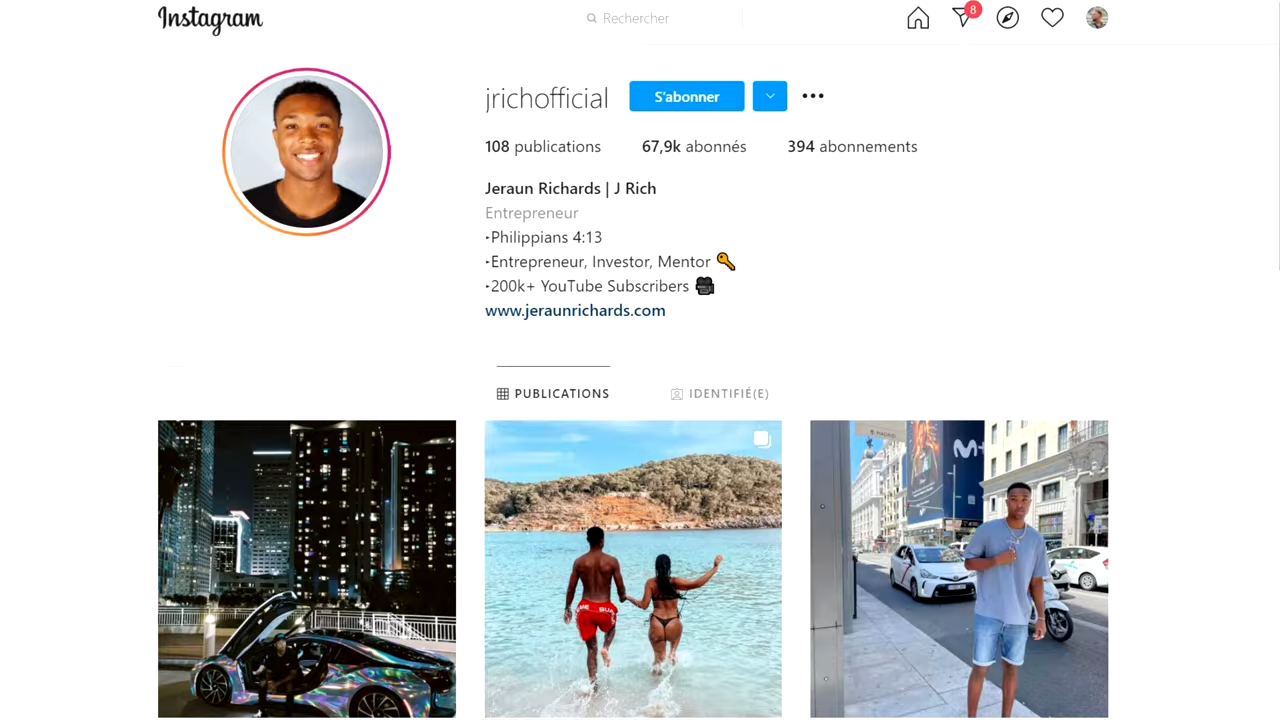 Instagram
Rechercher
8
jrichofficial
S'abonner
108 publications 67,9k abonnés 394 abonnements
Jeraun Richards | J Rich
Entrepreneur
‣Philippians 4:13
‣Entrepreneur, Investor, Mentor 🔑
‣200k+ YouTube Subscribers 🎥
www.jeraunrichards.com
PUBLICATIONS
IDENTIFIÉ(E)
M+